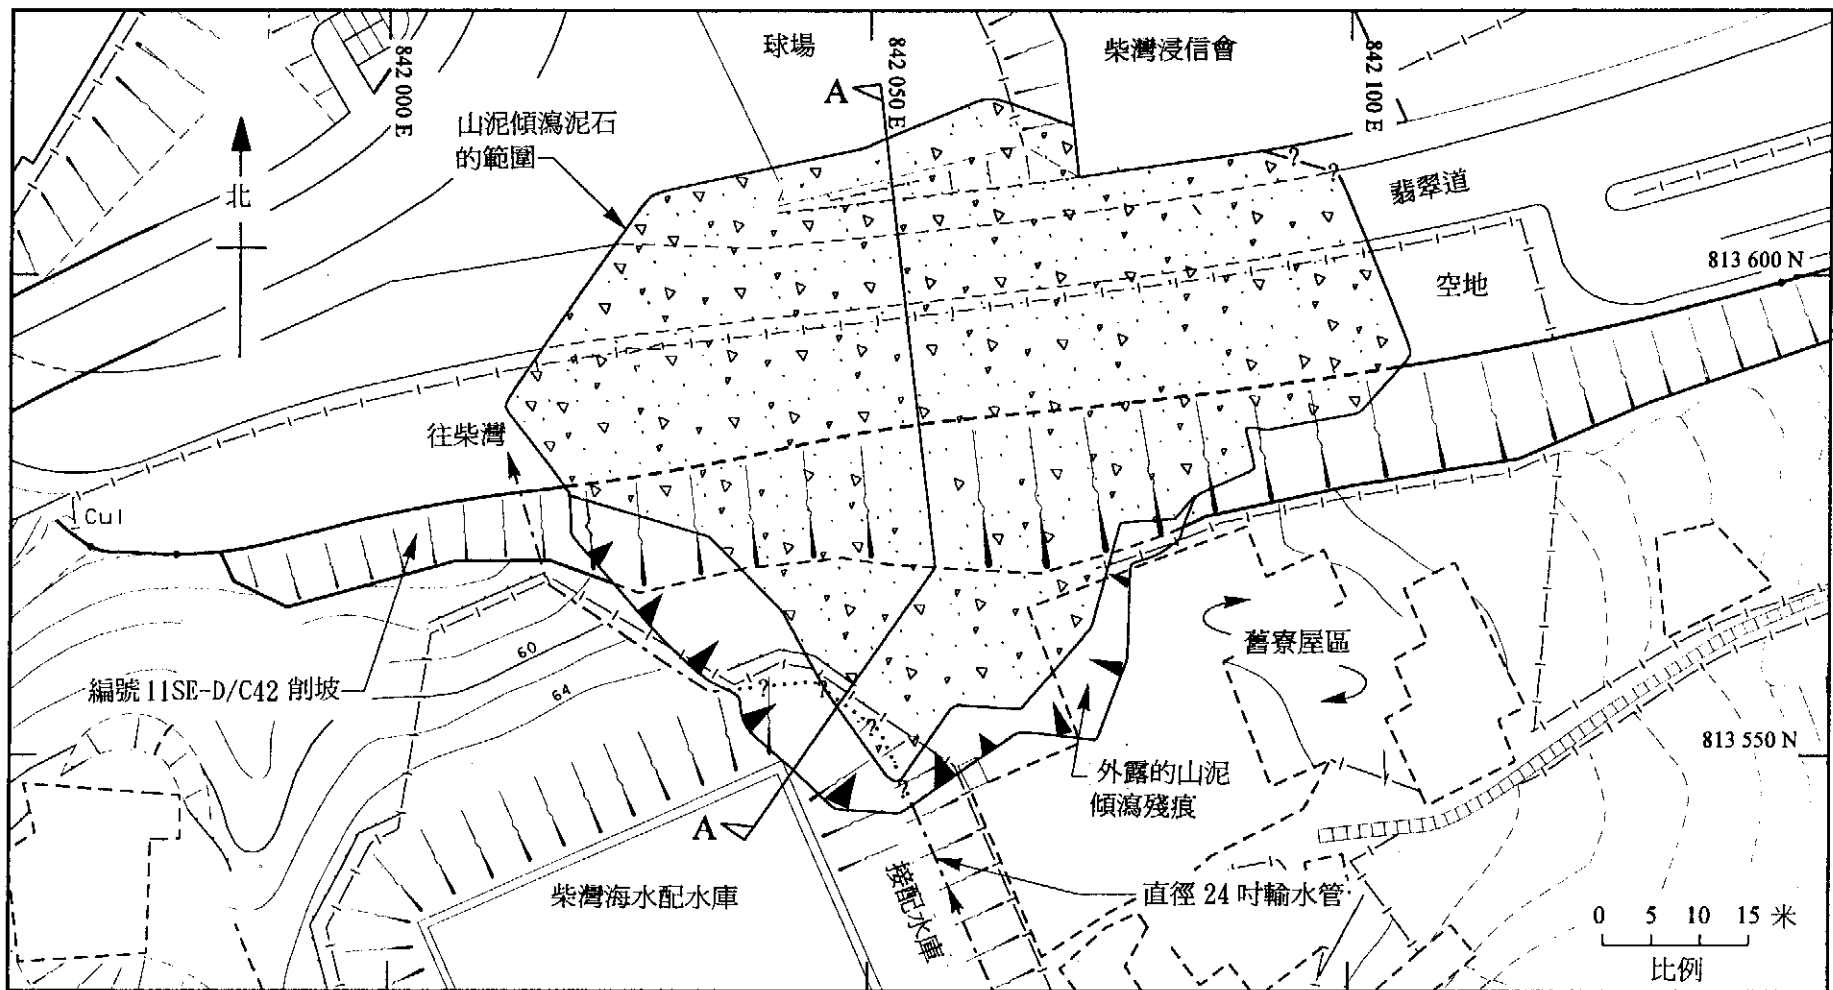 球場
柴灣浸信會
842 000 E
842 050 E
842 100 E
A
山泥傾瀉泥石
的範圍
北
翡翠道
813 600 N
空地
往柴灣
Cul
舊寮屋區
60
64
編號 11SE-D/C42 削坡
813 550 N
外露的山泥
傾瀉殘痕
A
柴灣海水配水庫
接配水庫
直徑 24 吋輸水管
0 5 10 15 米
比例
?
?
?
?
?
?